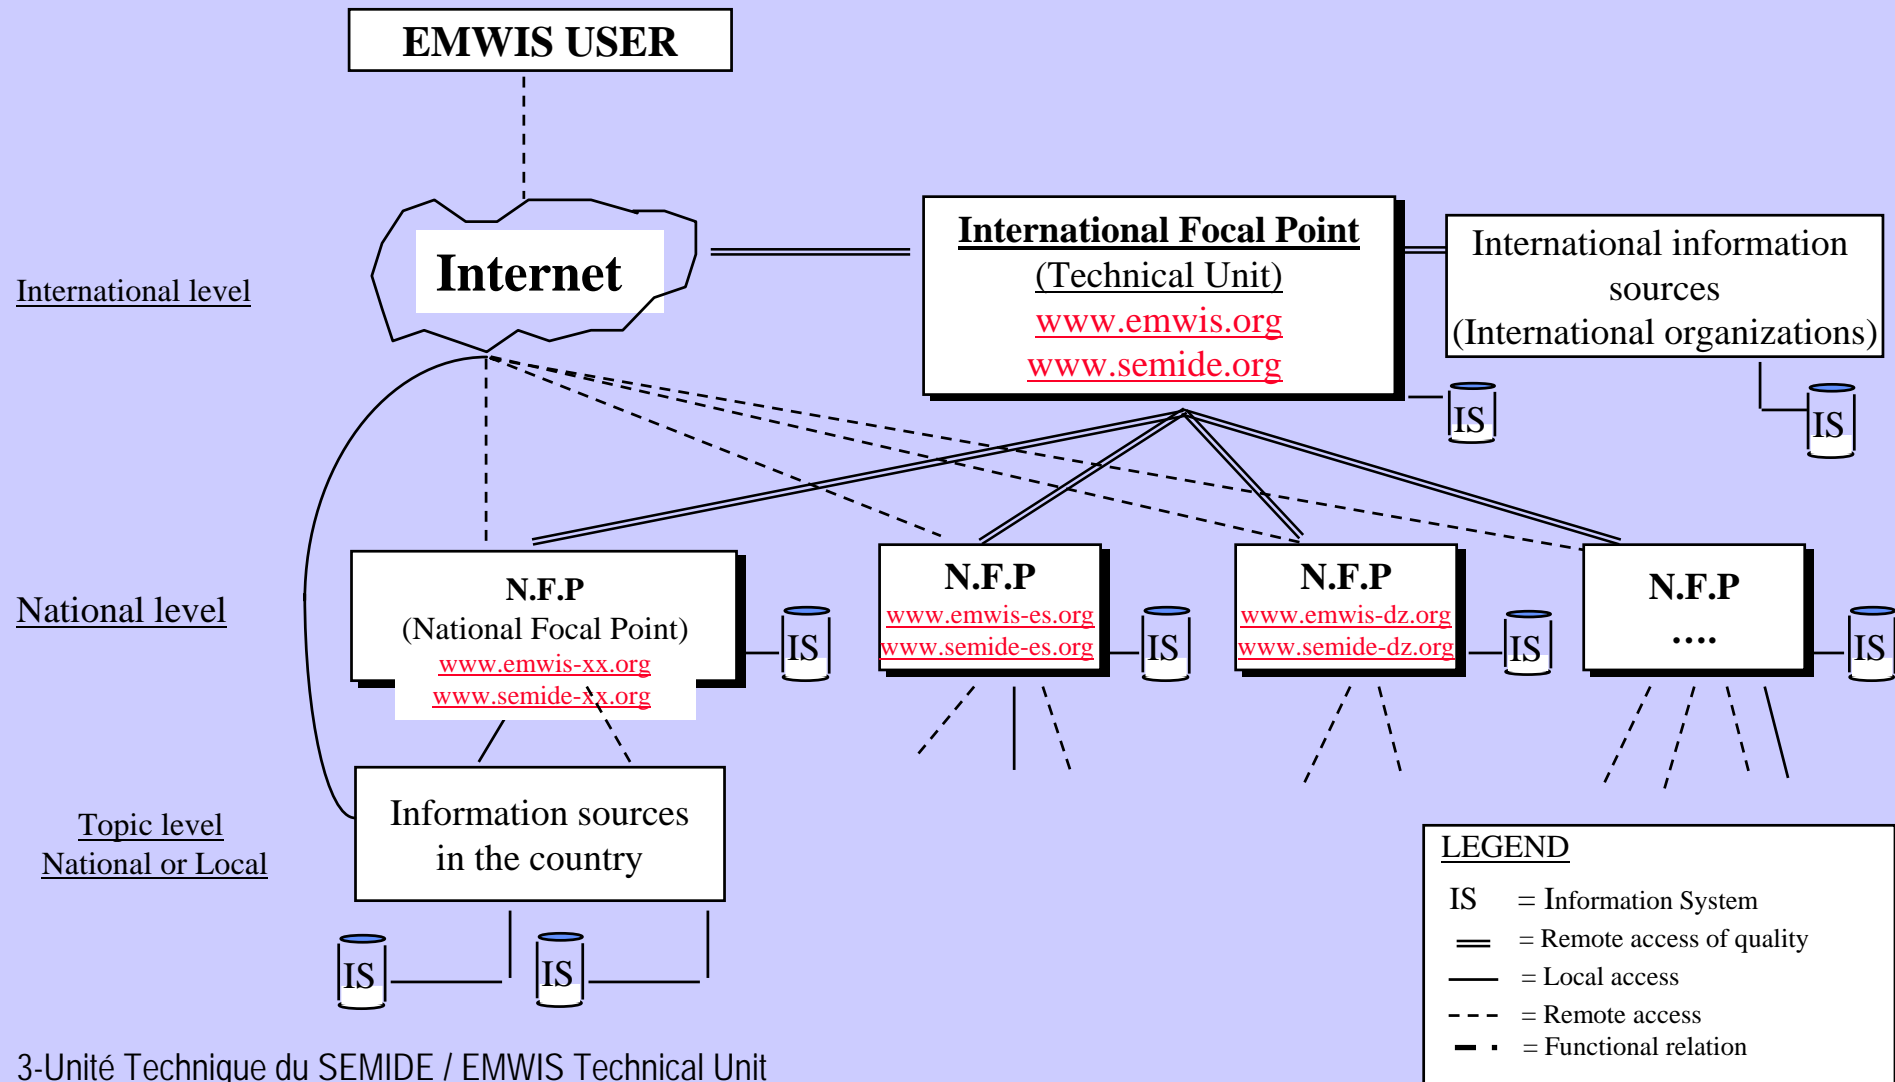 EMWIS USER
Internet
International Focal Point
(Technical Unit)
www.emwis.org
www.semide.org
International information
sources
(International organizations)
International level
IS
IS
National level
N.F.P
(National Focal Point)
www.emwis-xx.org
www.semide-xx.org
IS
N.F.P
www.emwis-es.org
www.semide-es.org
IS
N.F.P
www.emwis-dz.org
www.semide-dz.org
IS
N.F.P
....
IS
Topic level
National or Local
Information sources
in the country
IS
IS
LEGEND
IS = Information System
= Remote access of quality
= Local access
= Remote access
= Functional relation
3-Unité Technique du SEMIDE / EMWIS Technical Unit